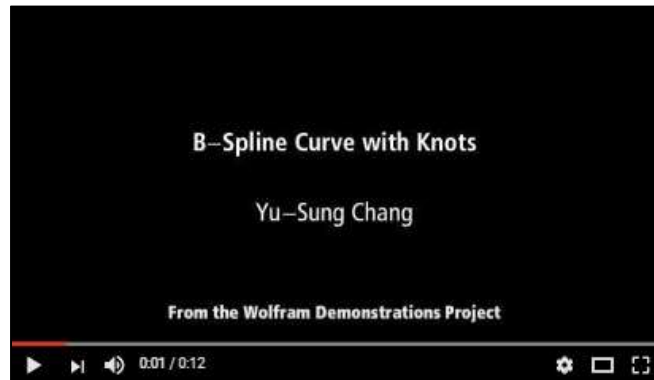 B–Spline Curve with Knots
Yu–Sung Chang
From the Wolfram Demonstrations Project
0:01 / 0:12